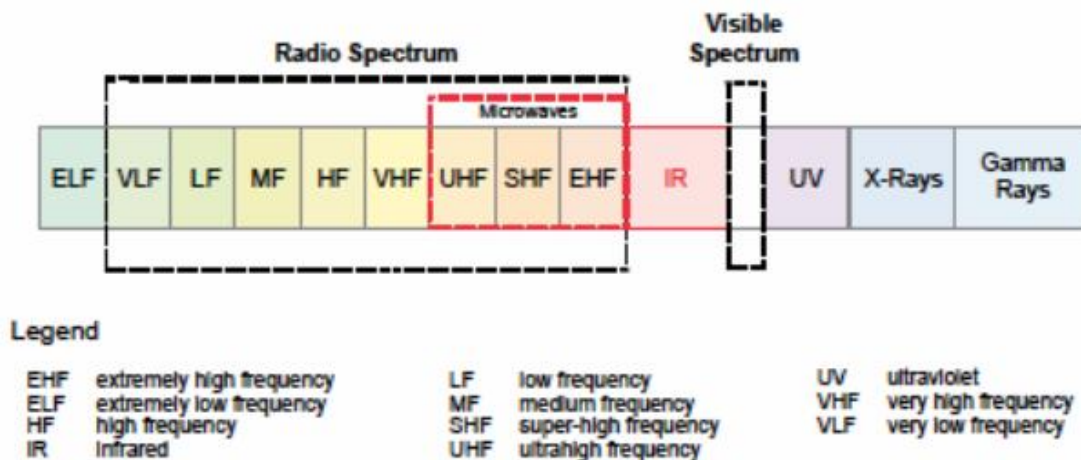 Visible
Radio Spectrum Spectrum
Microwaves
ELF VLF LF MF HF VHF UHF SHF EHF IR UV X-Rays Gamma
Rays
Legend
EHF extremely high frequency
ELF extremely low frequency
HF high frequency
IR infrared
LF low frequency
MF medium frequency
SHF super-high frequency
UHF ultrahigh frequency
UV ultraviolet
VHF very high frequency
VLF very low frequency